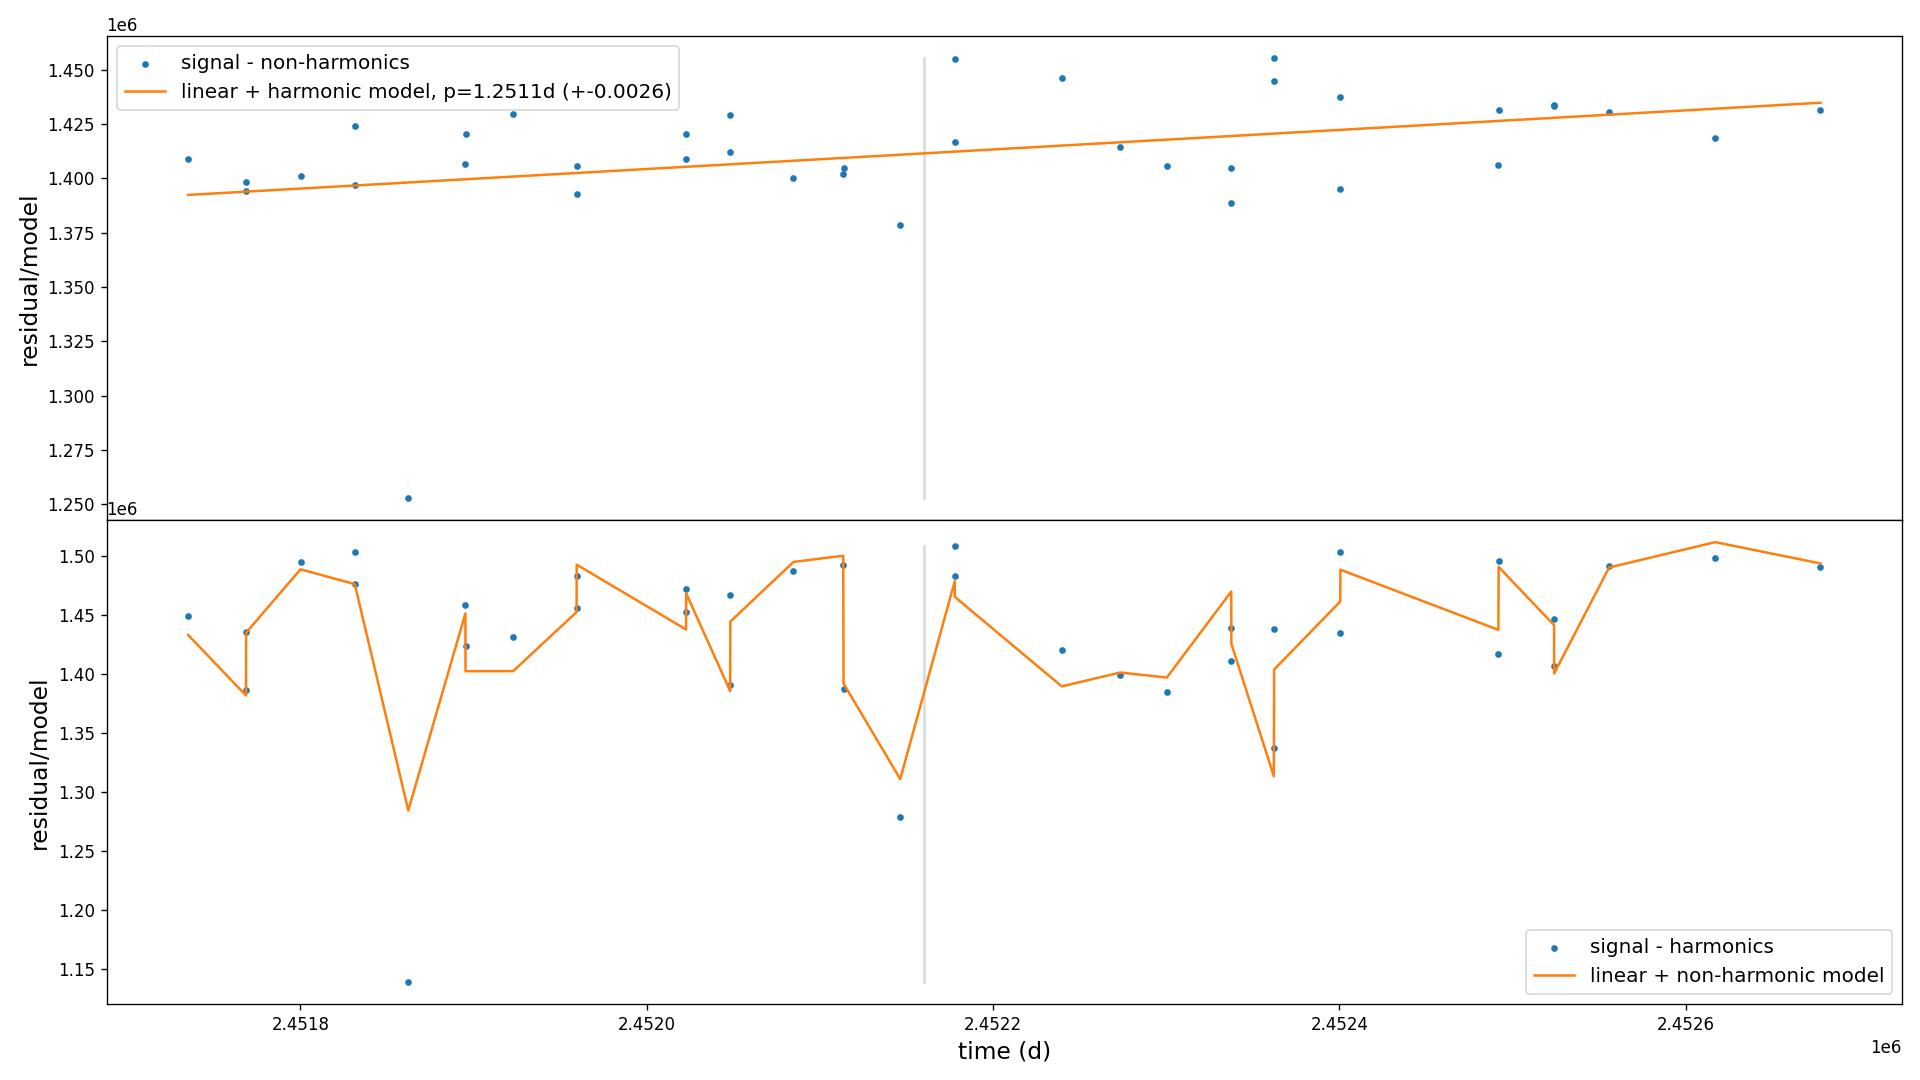 1e6
signal - non-harmonics
linear + harmonic model, p=1.2511d (+-0.0026)
1.450
1.425
1.400
1.375
1.350
1.325
1.300
1.275
1.250
residual/model
1e6
1.50
1.45
1.40
1.35
1.30
1.25
1.20
1.15
residual/model
signal - harmonics
linear + non-harmonic model
2.4518 2.4520 2.4522 2.4524 2.4526
time (d)
1e6